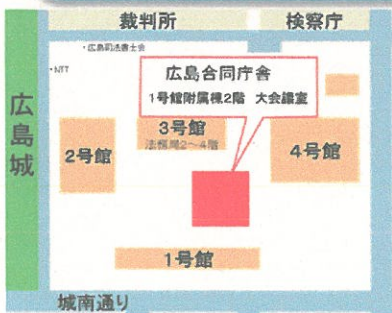 裁判所
検察庁
・広島司法書士会
・NTT
広島合同庁舎
1号館附属棟2階 大会議室
広島城
3号館
法務局2～4階
2号館
4号館
1号館
城南通り